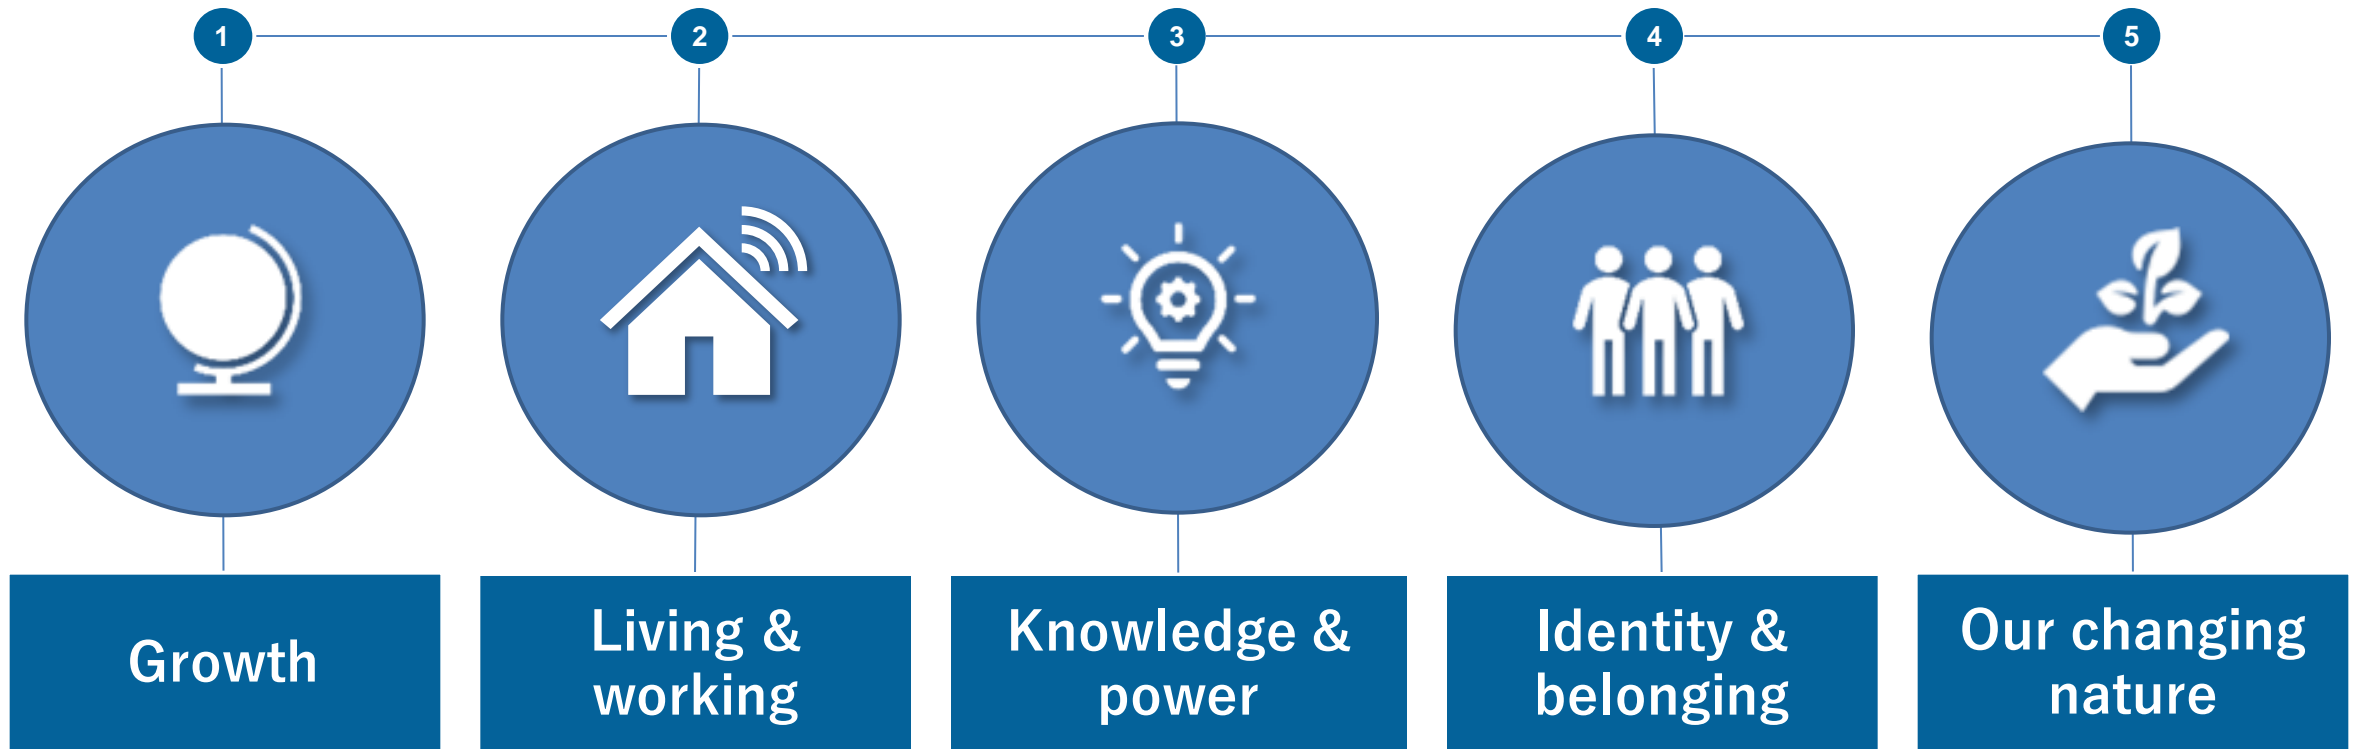 1
2
3
4
5
Growth
Living &
working
Knowledge &
power
Identity &
belonging
Our changing
nature